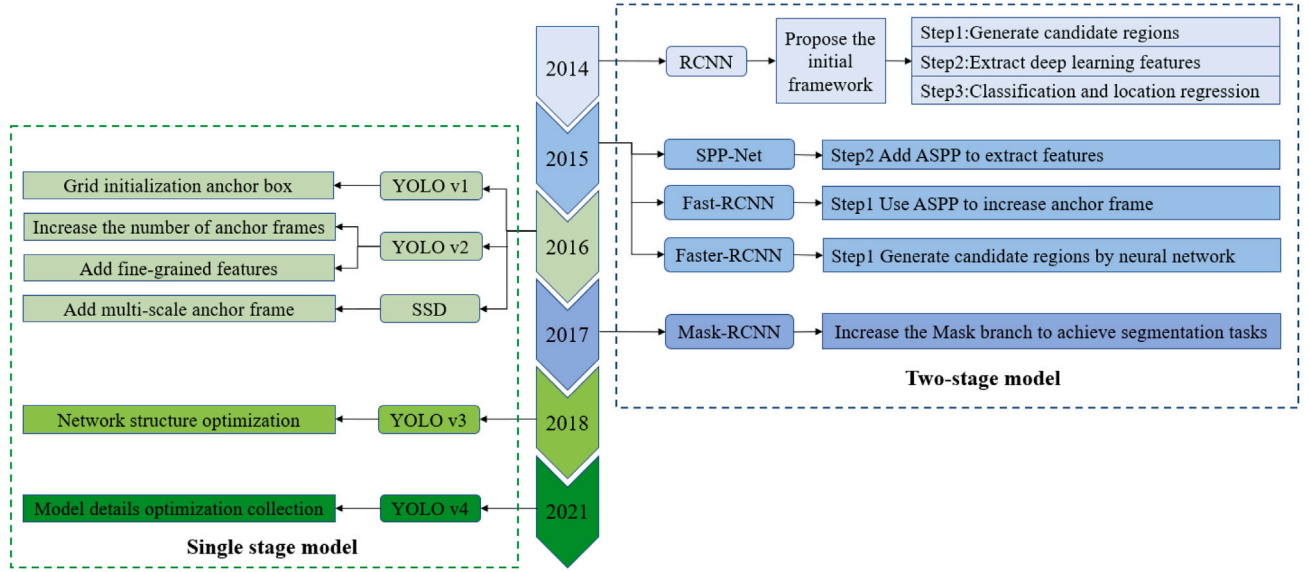 2014
RCNN
Propose the
initial
framework
Step1:Generate candidate regions
Step2:Extract deep learning features
Step3:Classification and location regression
2015
SPP-Net
Step2 Add ASPP to extract features
Fast-RCNN
Step1 Use ASPP to increase anchor frame
Faster-RCNN
Step1 Generate candidate regions by neural network
Grid initialization anchor box
YOLO v1
Increase the number of anchor frames
YOLO v2
Add fine-grained features
Add multi-scale anchor frame
SSD
2016
2017
Mask-RCNN
Increase the Mask branch to achieve segmentation tasks
Two-stage model
Network structure optimization
YOLO v3
2018
Model details optimization collection
YOLO v4
2021
Single stage model